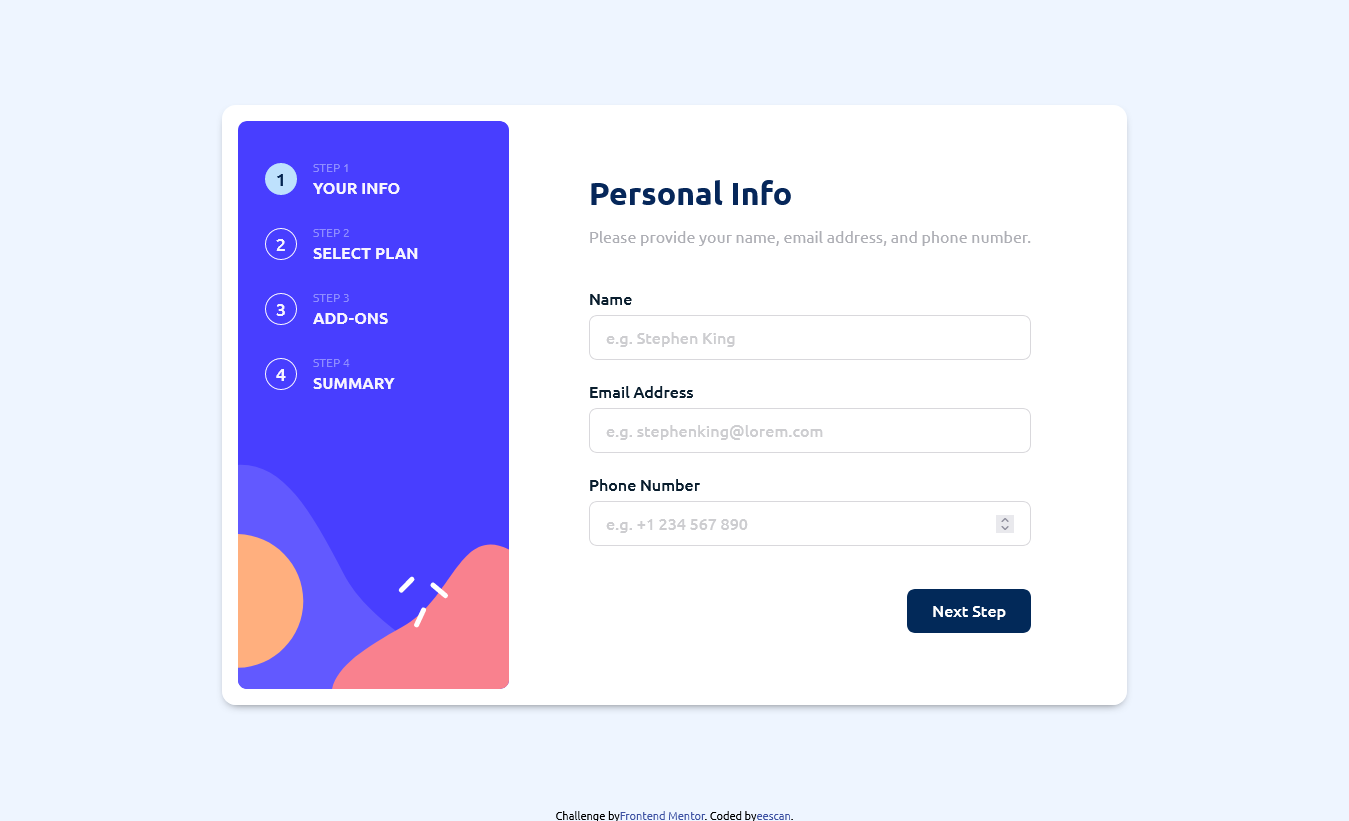 1
STEP 1
YOUR INFO
2
STEP 2
SELECT PLAN
3
STEP 3
ADD-ONS
4
STEP 4
SUMMARY
Personal Info
Please provide your name, email address, and phone number.
Name
e.g. Stephen King
Email Address
e.g. stephenking@lorem.com
Phone Number
e.g. +1 234 567 890
Next Step
Challenge byFrontend Mentor. Coded byeescan.